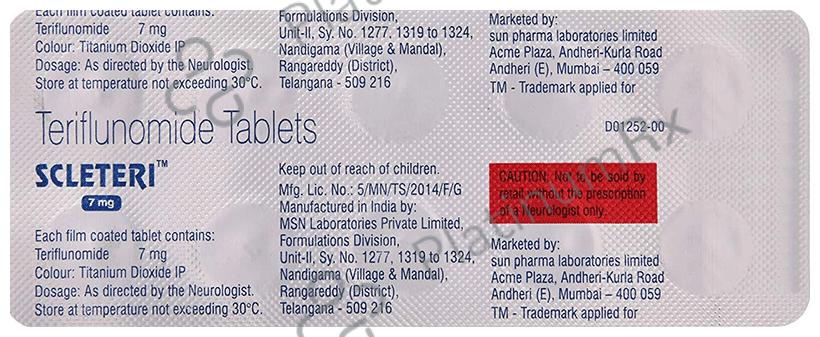 Each film coated tablet contains:
Teriflunomide 7 mg
Colour: Titanium Dioxide IP
Dosage: As directed by the Neurologist.
Store at temperature not exceeding 30°C.
Formulations Division,
Unit-II, Sy. No. 1277, 1319 to 1324,
Nandigama (Village & Mandal),
Rangareddy (District),
Telangana - 509 216
Marketed by:
sun pharma laboratories limited
Acme Plaza, Andheri-Kurla Road
Andheri (E), Mumbai – 400 059
TM - Trademark applied for
Teriflunomide Tablets
D01252-00
SCLETERI™
7 mg
Each film coated tablet contains:
Teriflunomide 7 mg
Colour: Titanium Dioxide IP
Dosage: As directed by the Neurologist.
Store at temperature not exceeding 30°C.
Keep out of reach of children.
Mfg. Lic. No.: 5/MN/TS/2014/F/G
Manufactured in India by:
MSN Laboratories Private Limited,
Formulations Division,
Unit-II, Sy. No. 1277, 1319 to 1324,
Nandigama (Village & Mandal),
Rangareddy (District),
Telangana - 509 216
CAUTION: Not to be sold by
retail without the prescription
of a Neurologist only.
Marketed by:
sun pharma laboratories limited
Acme Plaza, Andheri-Kurla Road
Andheri (E), Mumbai – 400 059
TM - Trademark applied for
PlatinumRx